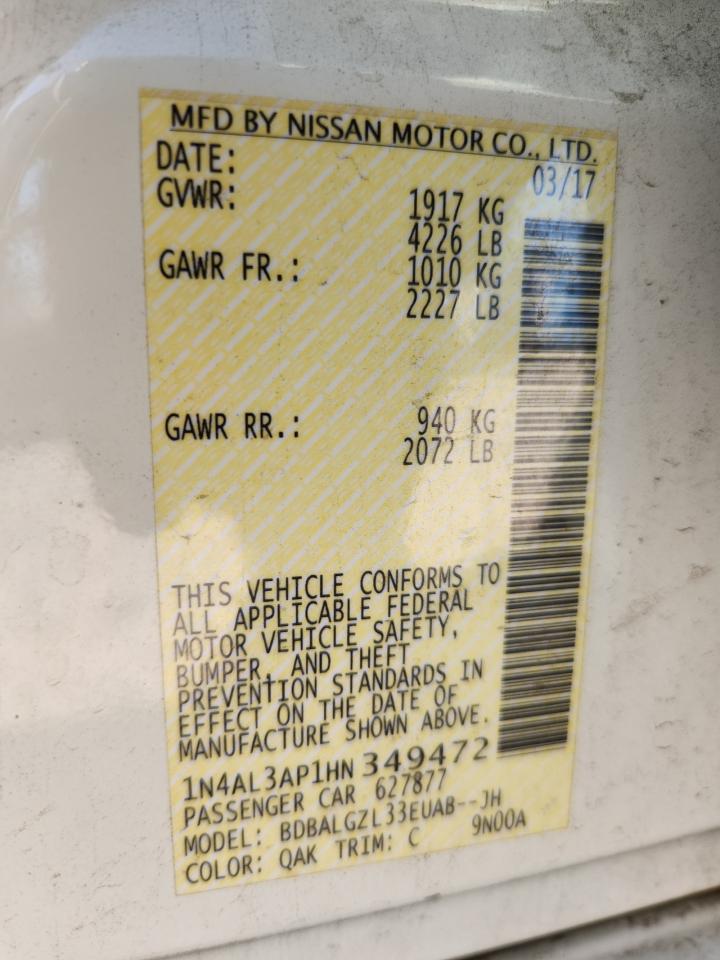 MFD BY NISSAN MOTOR CO., LTD.
DATE: 03/17
GVWR: 1917 KG
4226 LB
GAWR FR.: 1010 KG
2227 LB
GAWR RR.: 940 KG
2072 LB
THIS VEHICLE CONFORMS TO
ALL APPLICABLE FEDERAL
MOTOR VEHICLE SAFETY,
BUMPER, AND THEFT
PREVENTION STANDARDS IN
EFFECT ON THE DATE OF
MANUFACTURE SHOWN ABOVE.
1N4AL3AP1HN 349472
PASSENGER CAR 627877
MODEL: BDBALGZL33EUAB--JH
COLOR: QAK TRIM: C 9N00A